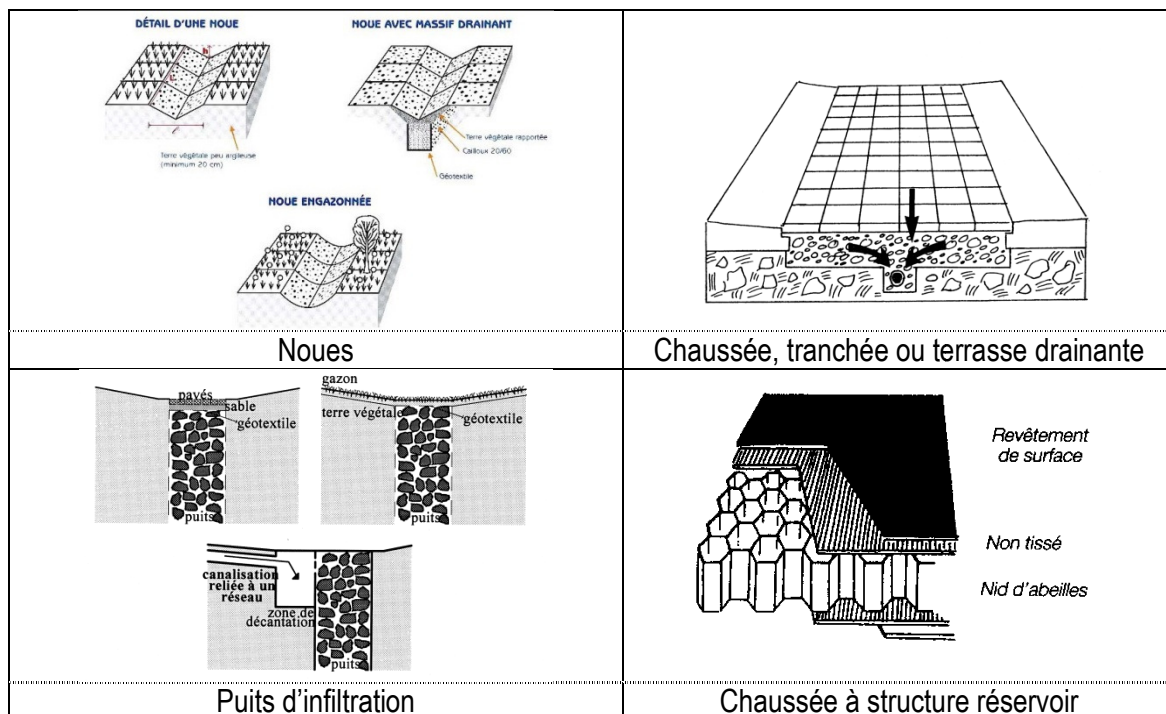 DÉTAIL D'UNE NOUE
h
L
l
Terre végétale peu argileuse
(minimum 20 cm)
NOUE AVEC MASSIF DRAINANT
Terre végétale rapportée
Cailloux 20/60
Géotextile
NOUE ENGAZONNÉE
Noues
Chaussée, tranchée ou terrasse drainante
pavés
sable
géotextile
puits
gazon
terre végétale
géotextile
puits
canalisation
reliée à un
réseau
zone de
décantation
puits
Puits d'infiltration
Revêtement
de surface
Non tissé
Nid d'abeilles
Chaussée à structure réservoir